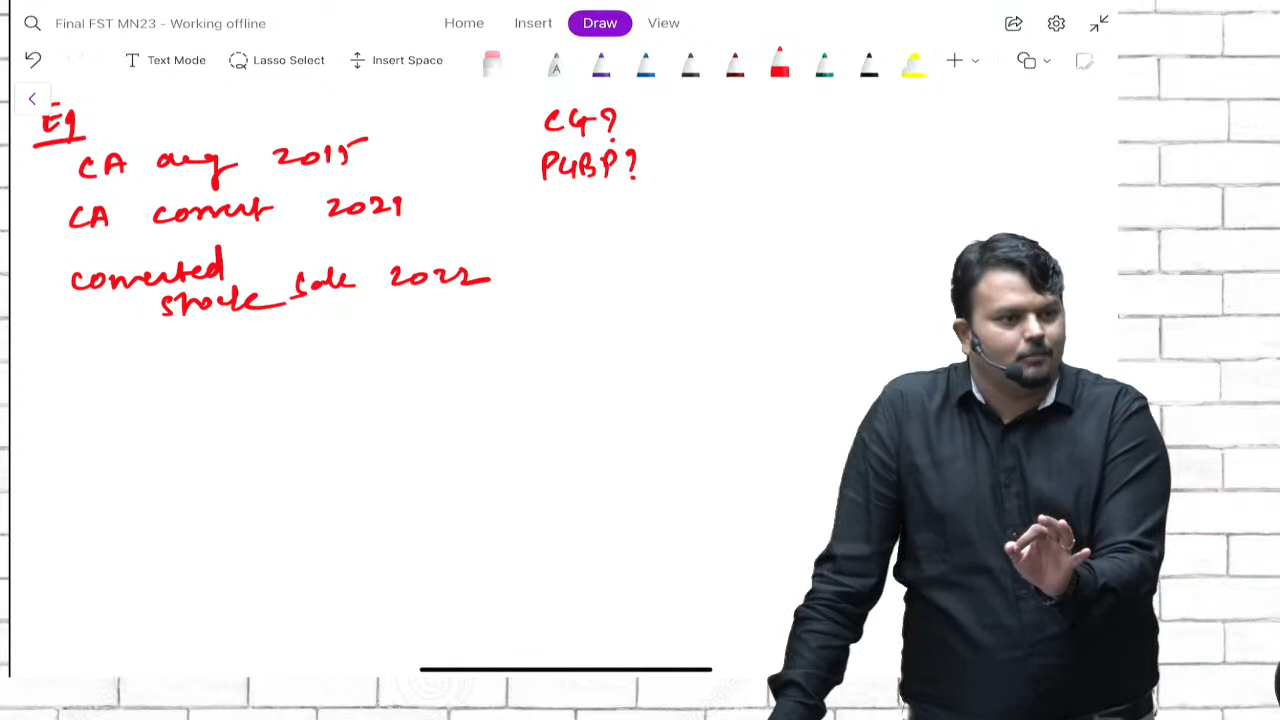 Final FST MN23 - Working offline
Home Insert Draw View
Text Mode Lasso Select Insert Space
Eg
CA acq 2015
CA convert 2021
converted
stock sale 2022
CG?
PGBP?